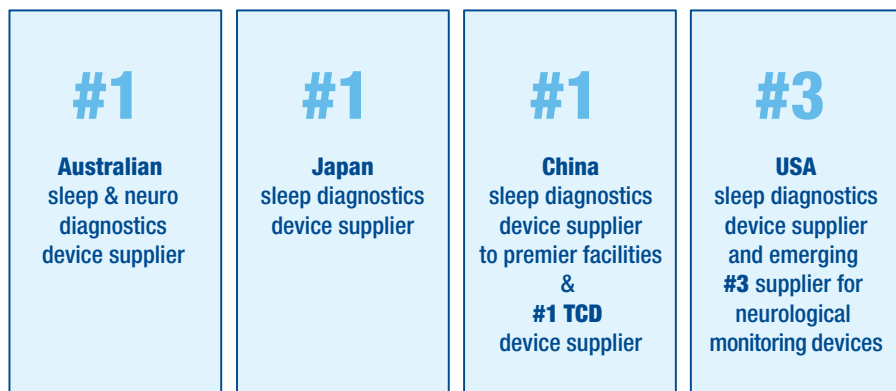 #1
Australian
sleep & neuro
diagnostics
device supplier
#1
Japan
sleep diagnostics
device supplier
#1
China
sleep diagnostics
device supplier
to premier facilities
&
#1 TCD
device supplier
#3
USA
sleep diagnostics
device supplier
and emerging
#3 supplier for
neurological
monitoring devices